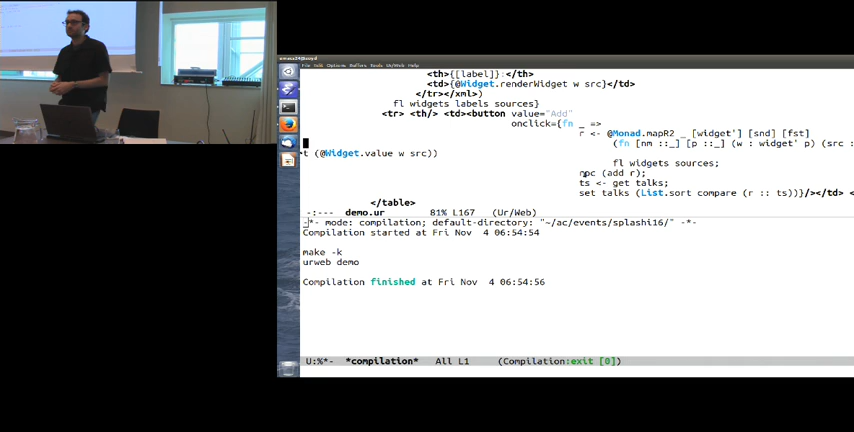 File Edit Options Buffers Tools Ur/Web Help
<th>{[label]}:</th>
<td>{@Widget.renderWidget w src}</td>
</tr></xml>)
fl widgets labels sources}
<tr> <th/> <td><button value="Add"
onclick={fn _ =>
r <- @Monad.mapR2 _ [widget'] [snd] [fst]
(fn [nm ::_] [p ::_] (w : widget' p) (src :
t (@Widget.value w src))
fl widgets sources;
rpc (add r);
ts <- get talks;
set talks (List.sort compare (r :: ts))}/></td> <
</table>
-:--- demo.ur 81% L167 (Ur/Web)
-*- mode: compilation; default-directory: "~/ac/events/splashi16/" -*-
Compilation started at Fri Nov 4 06:54:54
make -k
urweb demo
Compilation finished at Fri Nov 4 06:54:56
U:%*- *compilation* All L1 (Compilation:exit [0])